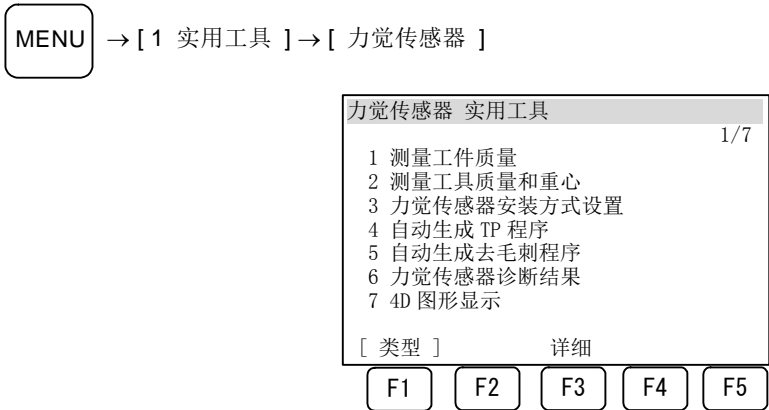 MENU → [ 1 实用工具 ] → [ 力觉传感器 ]
力觉传感器 实用工具
1/7
1 测量工件质量
2 测量工具质量和重心
3 力觉传感器安装方式设置
4 自动生成 TP 程序
5 自动生成去毛刺程序
6 力觉传感器诊断结果
7 4D 图形显示
[ 类型 ] 详细
F1 F2 F3 F4 F5